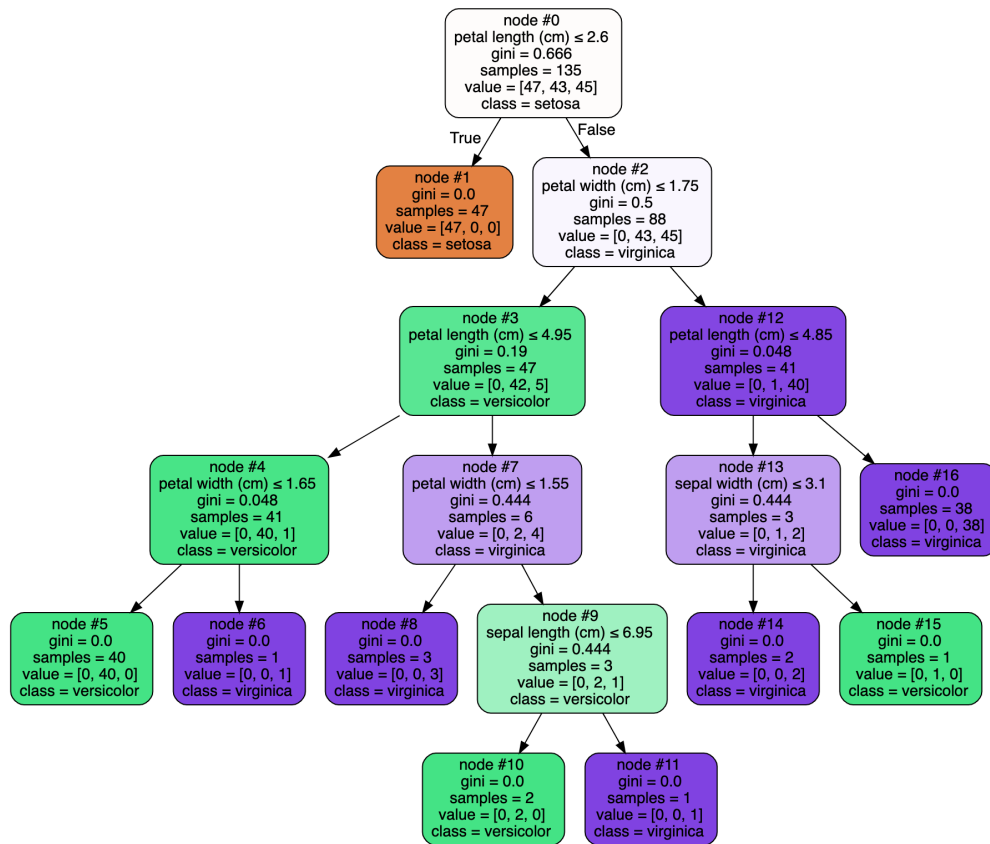 node #0
petal length (cm) ≤ 2.6
gini = 0.666
samples = 135
value = [47, 43, 45]
class = setosa
True
False
node #1
gini = 0.0
samples = 47
value = [47, 0, 0]
class = setosa
node #2
petal width (cm) ≤ 1.75
gini = 0.5
samples = 88
value = [0, 43, 45]
class = virginica
node #3
petal length (cm) ≤ 4.95
gini = 0.19
samples = 47
value = [0, 42, 5]
class = versicolor
node #12
petal length (cm) ≤ 4.85
gini = 0.048
samples = 41
value = [0, 1, 40]
class = virginica
node #4
petal width (cm) ≤ 1.65
gini = 0.048
samples = 41
value = [0, 40, 1]
class = versicolor
node #7
petal width (cm) ≤ 1.55
gini = 0.444
samples = 6
value = [0, 2, 4]
class = virginica
node #13
sepal width (cm) ≤ 3.1
gini = 0.444
samples = 3
value = [0, 1, 2]
class = virginica
node #16
gini = 0.0
samples = 38
value = [0, 0, 38]
class = virginica
node #5
gini = 0.0
samples = 40
value = [0, 40, 0]
class = versicolor
node #6
gini = 0.0
samples = 1
value = [0, 0, 1]
class = virginica
node #8
gini = 0.0
samples = 3
value = [0, 0, 3]
class = virginica
node #9
sepal length (cm) ≤ 6.95
gini = 0.444
samples = 3
value = [0, 2, 1]
class = versicolor
node #14
gini = 0.0
samples = 2
value = [0, 0, 2]
class = virginica
node #15
gini = 0.0
samples = 1
value = [0, 1, 0]
class = versicolor
node #10
gini = 0.0
samples = 2
value = [0, 2, 0]
class = versicolor
node #11
gini = 0.0
samples = 1
value = [0, 0, 1]
class = virginica